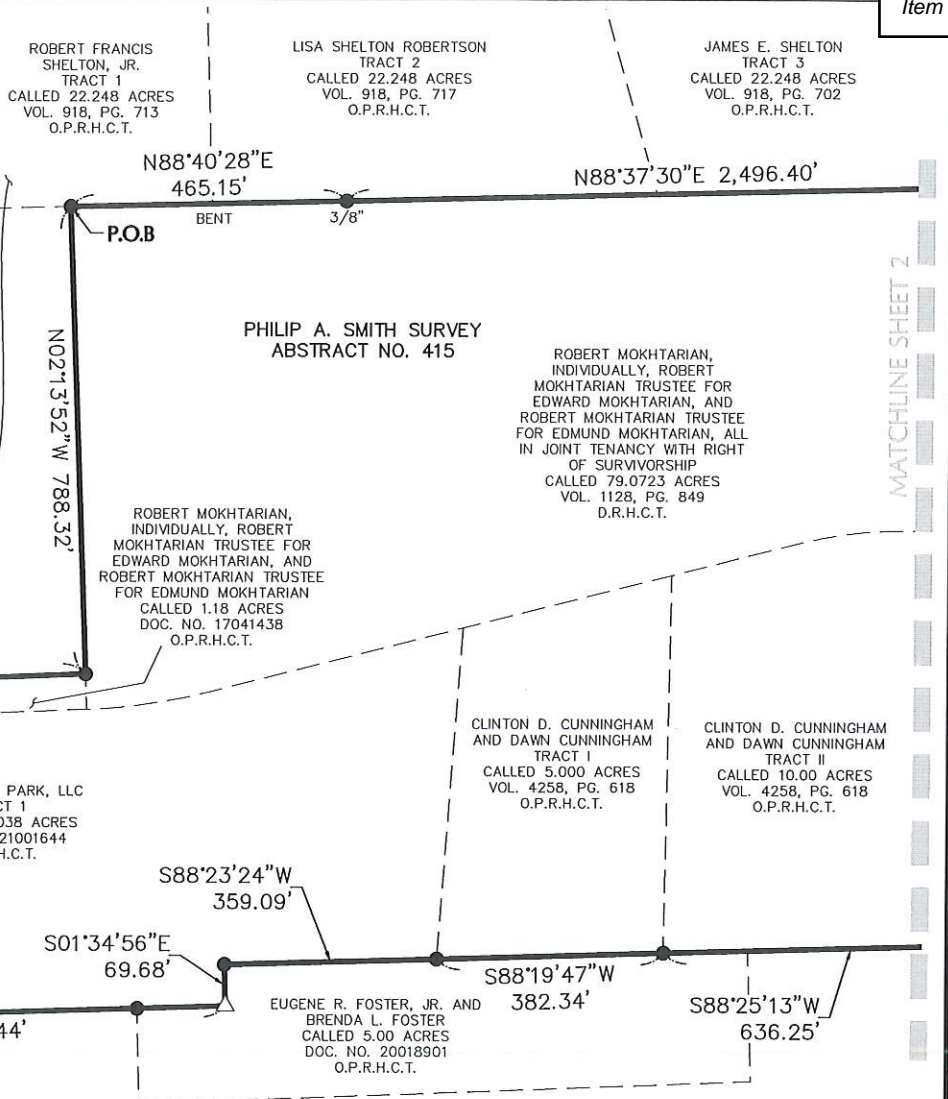 Item
ROBERT FRANCIS
SHELTON, JR.
TRACT 1
CALLED 22.248 ACRES
VOL. 918, PG. 713
O.P.R.H.C.T.
LISA SHELTON ROBERTSON
TRACT 2
CALLED 22.248 ACRES
VOL. 918, PG. 717
O.P.R.H.C.T.
JAMES E. SHELTON
TRACT 3
CALLED 22.248 ACRES
VOL. 918, PG. 702
O.P.R.H.C.T.
N88°40'28"E
465.15'
BENT
3/8"
N88°37'30"E 2,496.40'
P.O.B
N02°13'52"W 788.32'
PHILIP A. SMITH SURVEY
ABSTRACT NO. 415
MATCHLINE SHEET 2
ROBERT MOKHTARIAN,
INDIVIDUALLY, ROBERT
MOKHTARIAN TRUSTEE FOR
EDWARD MOKHTARIAN, AND
ROBERT MOKHTARIAN TRUSTEE
FOR EDMUND MOKHTARIAN, ALL
IN JOINT TENANCY WITH RIGHT
OF SURVIVORSHIP
CALLED 79.0723 ACRES
VOL. 1128, PG. 849
D.R.H.C.T.
ROBERT MOKHTARIAN,
INDIVIDUALLY, ROBERT
MOKHTARIAN TRUSTEE FOR
EDWARD MOKHTARIAN, AND
ROBERT MOKHTARIAN TRUSTEE
FOR EDMUND MOKHTARIAN
CALLED 1.18 ACRES
DOC. NO. 17041438
O.P.R.H.C.T.
CLINTON D. CUNNINGHAM
AND DAWN CUNNINGHAM
TRACT I
CALLED 5.000 ACRES
VOL. 4258, PG. 618
O.P.R.H.C.T.
CLINTON D. CUNNINGHAM
AND DAWN CUNNINGHAM
TRACT II
CALLED 10.00 ACRES
VOL. 4258, PG. 618
O.P.R.H.C.T.
PARK, LLC
CT 1
038 ACRES
21001644
H.C.T.
S88°23'24"W
359.09'
S01°34'56"E
69.68'
S88°19'47"W
382.34'
S88°25'13"W
636.25'
44'
EUGENE R. FOSTER, JR. AND
BRENDA L. FOSTER
CALLED 5.00 ACRES
DOC. NO. 20018901
O.P.R.H.C.T.